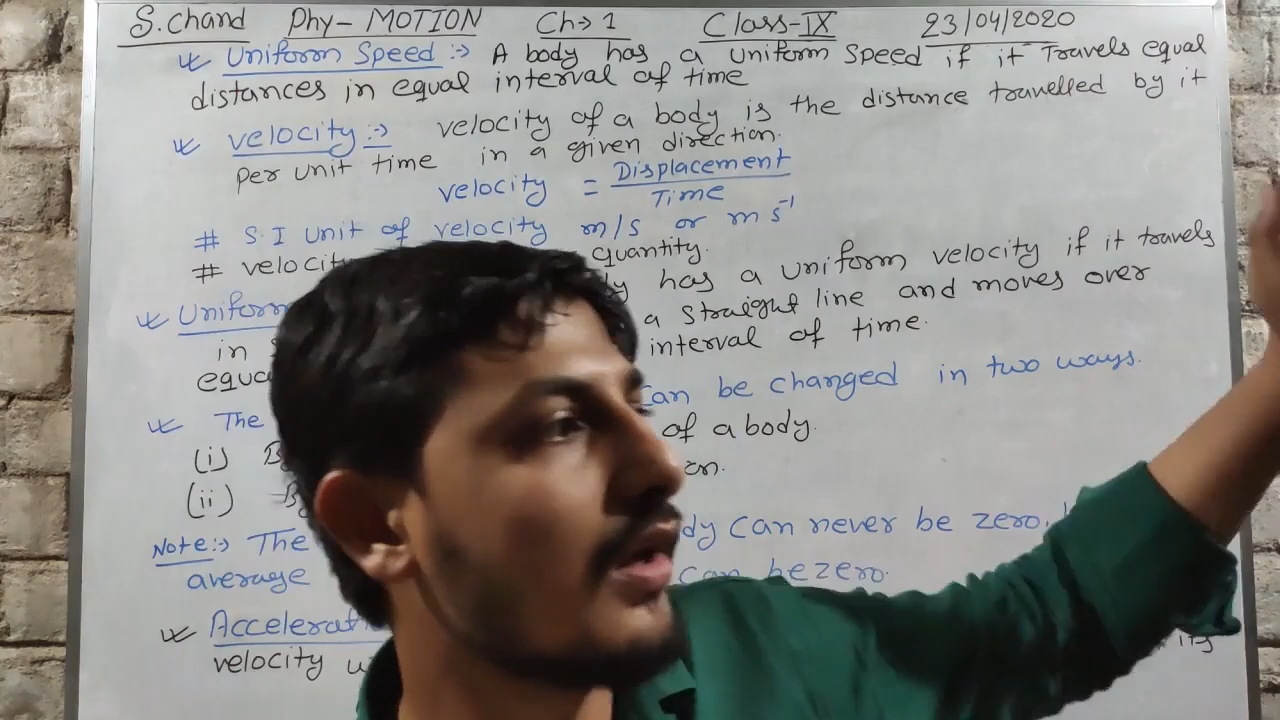 S.chand Phy- MOTION Ch→1 Class-IX 23/04/2020
Uniform Speed :→ A body has a uniform speed if it Travels equal
distances in equal interval of time
velocity :→ velocity of a body is the distance travelled by it
per unit time in a given direction.
velocity = Displacement / Time
# S.I unit of velocity m/s or m s⁻¹
# velocity quantity.
Uniform has a uniform velocity if it travels
in a straight line and moves over
equa interval of time.
The can be changed in two ways.
(i) of a body.
(ii)
Note:→ The dy can never be zero,
average can be zero.
Accelerat
velocity its